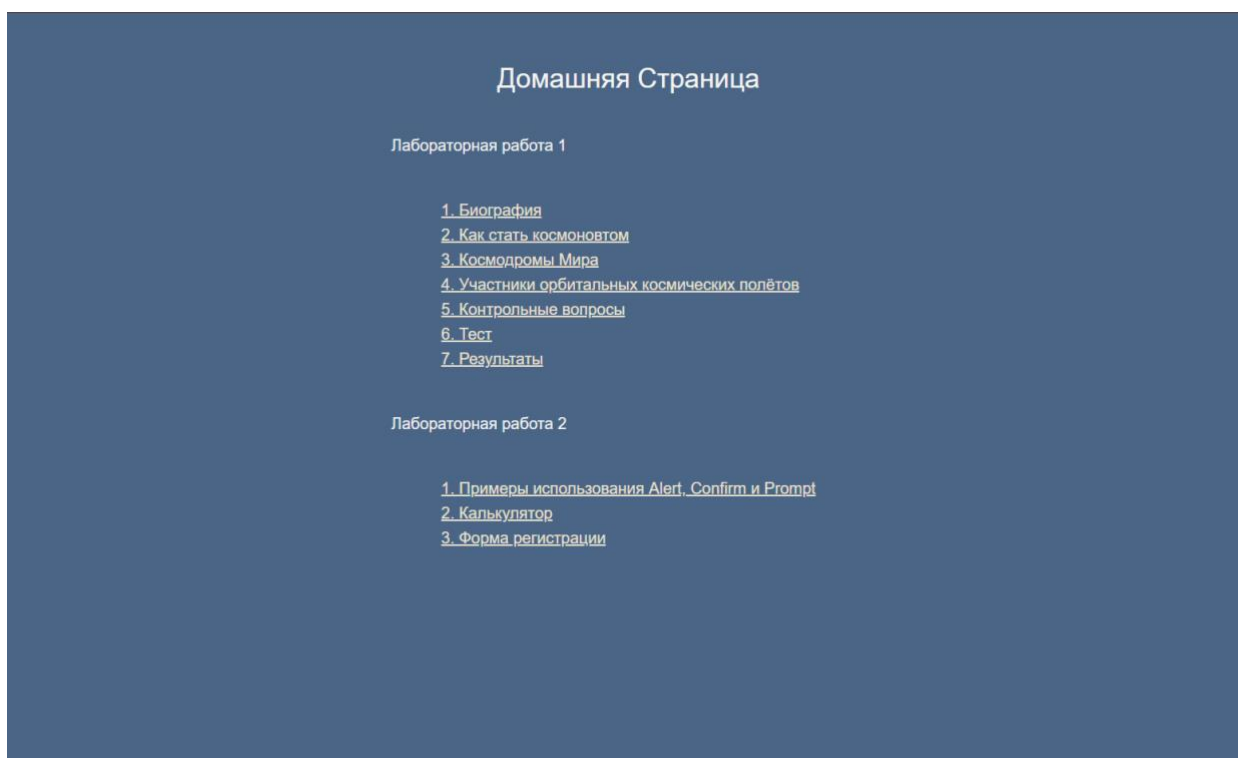 Домашняя Страница
Лабораторная работа 1
1. Биография
2. Как стать космоновтом
3. Космодромы Мира
4. Участники орбитальных космических полётов
5. Контрольные вопросы
6. Тест
7. Результаты
Лабораторная работа 2
1. Примеры использования Alert, Confirm и Prompt
2. Калькулятор
3. Форма регистрации